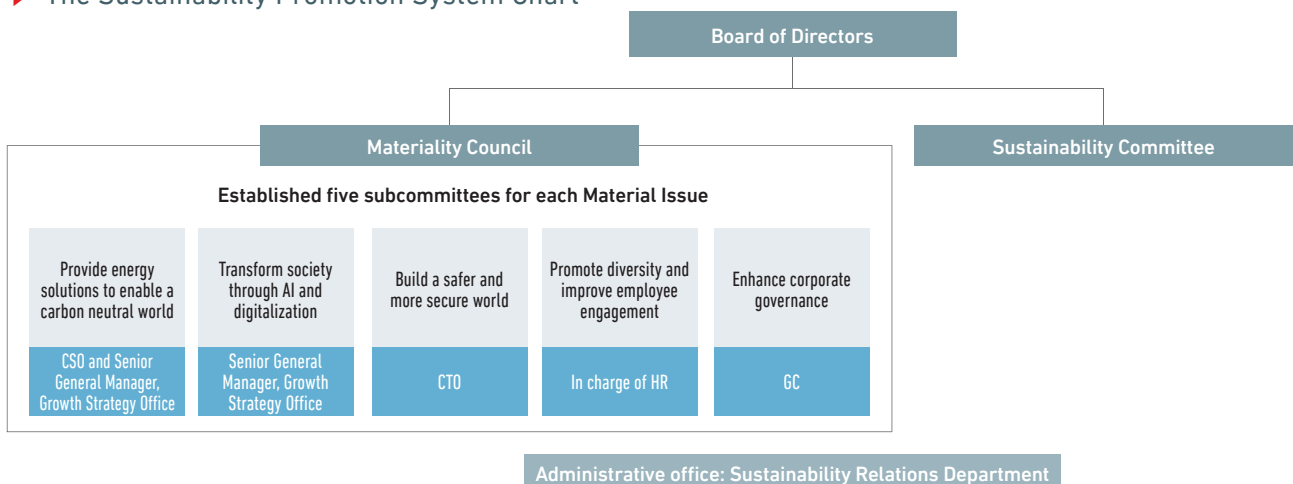 The Sustainability Promotion System Chart
Board of Directors
Materiality Council
Sustainability Committee
Established five subcommittees for each Material Issue
Provide energy
solutions to enable a
carbon neutral world
CSO and Senior
General Manager,
Growth Strategy Office
Transform society
through AI and
digitalization
Senior General
Manager, Growth
Strategy Office
Build a safer and
more secure world
CTO
Promote diversity and
improve employee
engagement
In charge of HR
Enhance corporate
governance
GC
Administrative office: Sustainability Relations Department